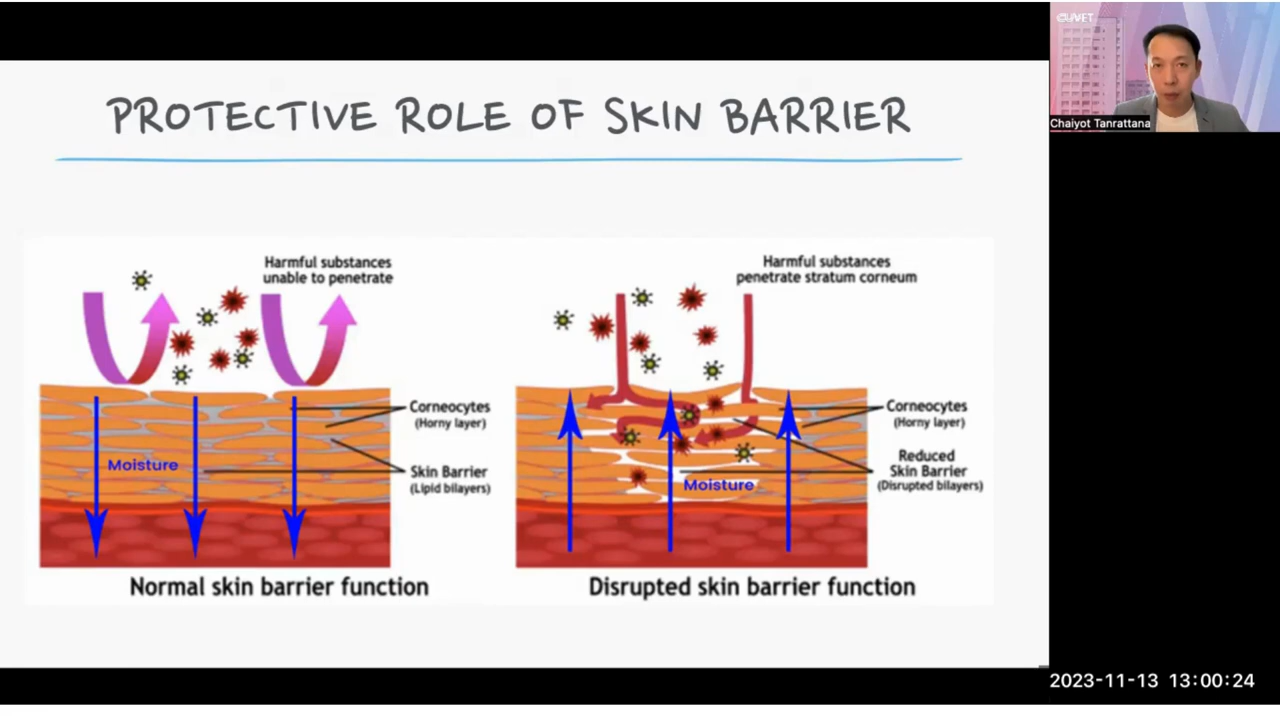 CUVET
Chaiyot Tanrattana
PROTECTIVE ROLE OF SKIN BARRIER
Harmful substances
unable to penetrate
Corneocytes
(Horny layer)
Moisture
Skin Barrier
(Lipid bilayers)
Normal skin barrier function
Harmful substances
penetrate stratum corneum
Corneocytes
(Horny layer)
Reduced
Skin Barrier
(Disrupted bilayers)
Moisture
Disrupted skin barrier function
2023-11-13 13:00:24